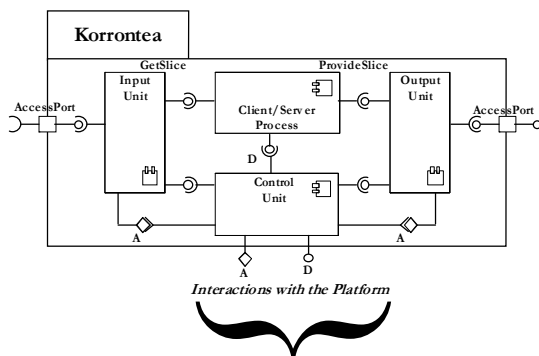 Korrontea
GetSlice
ProvideSlice
AccessPort
Input
Unit
Client/Server
Process
Output
Unit
AccessPort
D
Control
Unit
A
A
A
D
Interactions with the Platform